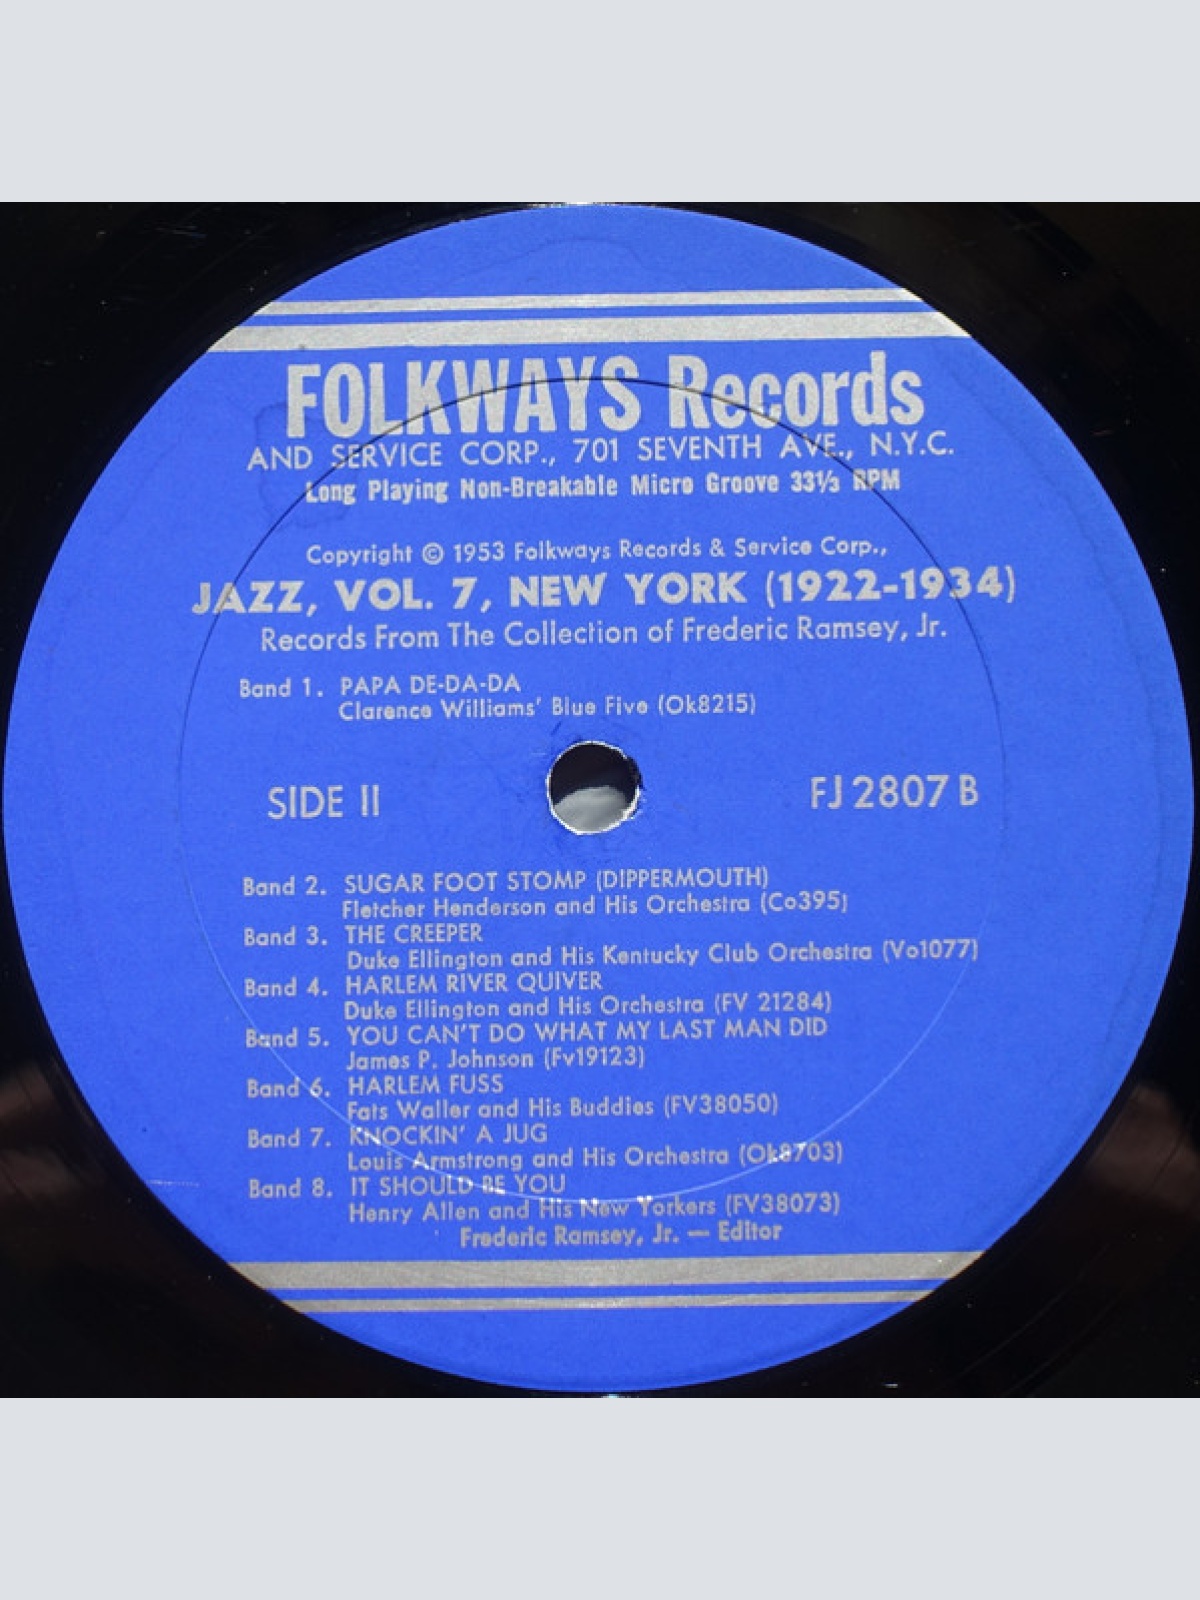 FOLKWAYS Records
AND SERVICE CORP., 701 SEVENTH AVE., N.Y.C.
Long Playing Non-Breakable Micro Groove 33⅓ RPM
Copyright © 1953 Folkways Records & Service Corp.,
JAZZ, VOL. 7, NEW YORK (1922-1934)
Records From The Collection of Frederic Ramsey, Jr.
Band 1. PAPA DE-DA-DA
Clarence Williams' Blue Five (Ok8215)
SIDE II
FJ 2807 B
Band 2. SUGAR FOOT STOMP (DIPPERMOUTH)
Fletcher Henderson and His Orchestra (Co395)
Band 3. THE CREEPER
Duke Ellington and His Kentucky Club Orchestra (Vo1077)
Band 4. HARLEM RIVER QUIVER
Duke Ellington and His Orchestra (FV 21284)
Band 5. YOU CAN'T DO WHAT MY LAST MAN DID
James P. Johnson (Fv19123)
Band 6. HARLEM FUSS
Fats Waller and His Buddies (FV38050)
Band 7. KNOCKIN' A JUG
Louis Armstrong and His Orchestra (Ok8703)
Band 8. IT SHOULD BE YOU
Henry Allen and His New Yorkers (FV38073)
Frederic Ramsey, Jr. — Editor